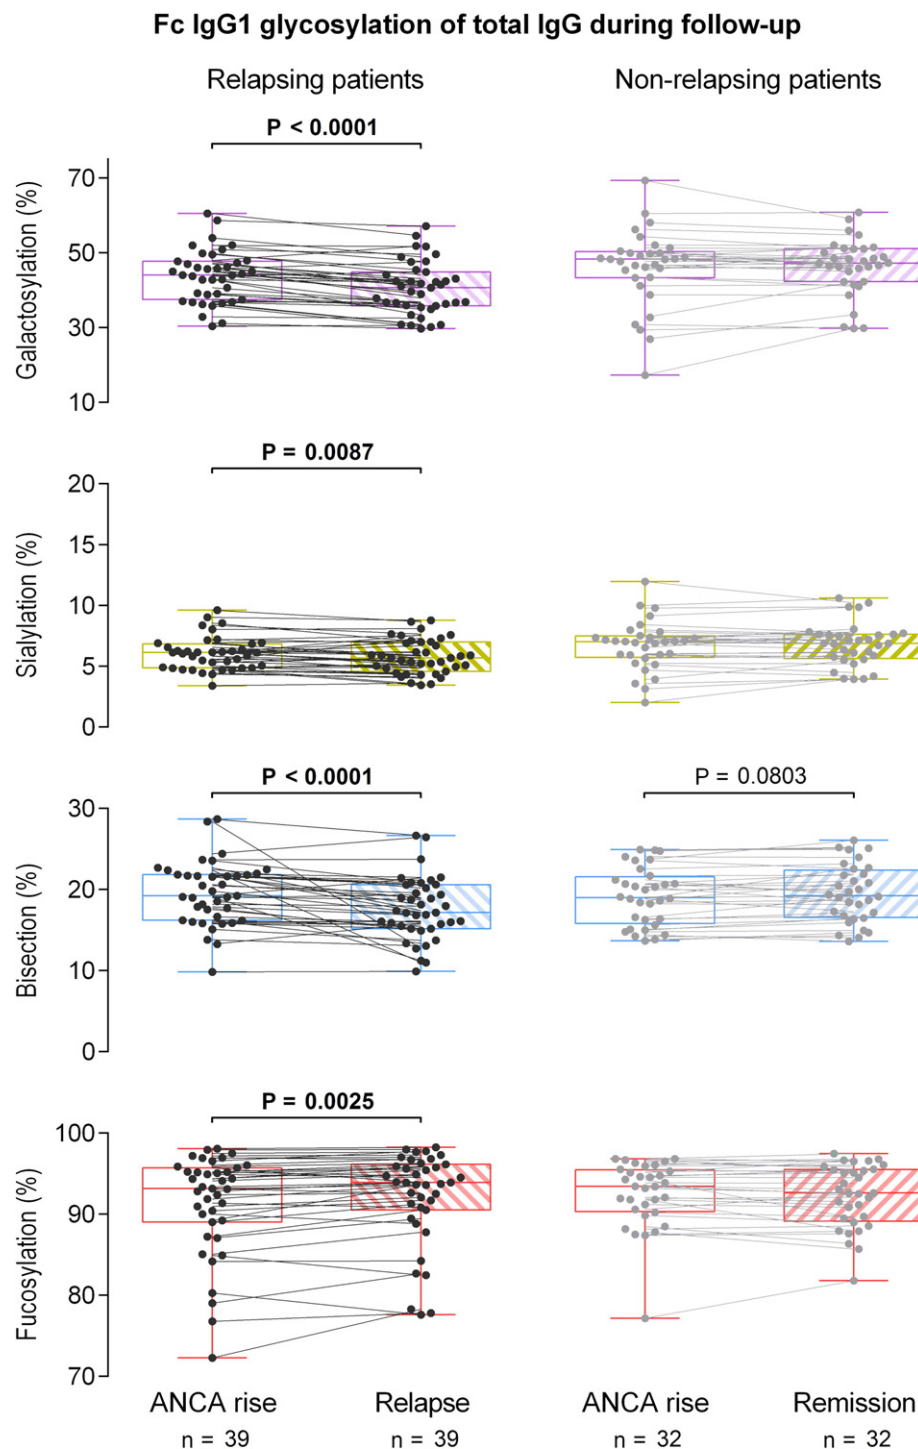 Fc IgG1 glycosylation of total IgG during follow-up
Relapsing patients
Non-relapsing patients
P < 0.0001
Galactosylation (%)
70
50
30
10
P = 0.0087
Sialylation (%)
20
15
10
5
0
P < 0.0001
P = 0.0803
Bisection (%)
30
20
10
0
P = 0.0025
Fucosylation (%)
100
90
80
70
ANCA rise
Relapse
ANCA rise
Remission
n = 39
n = 39
n = 32
n = 32